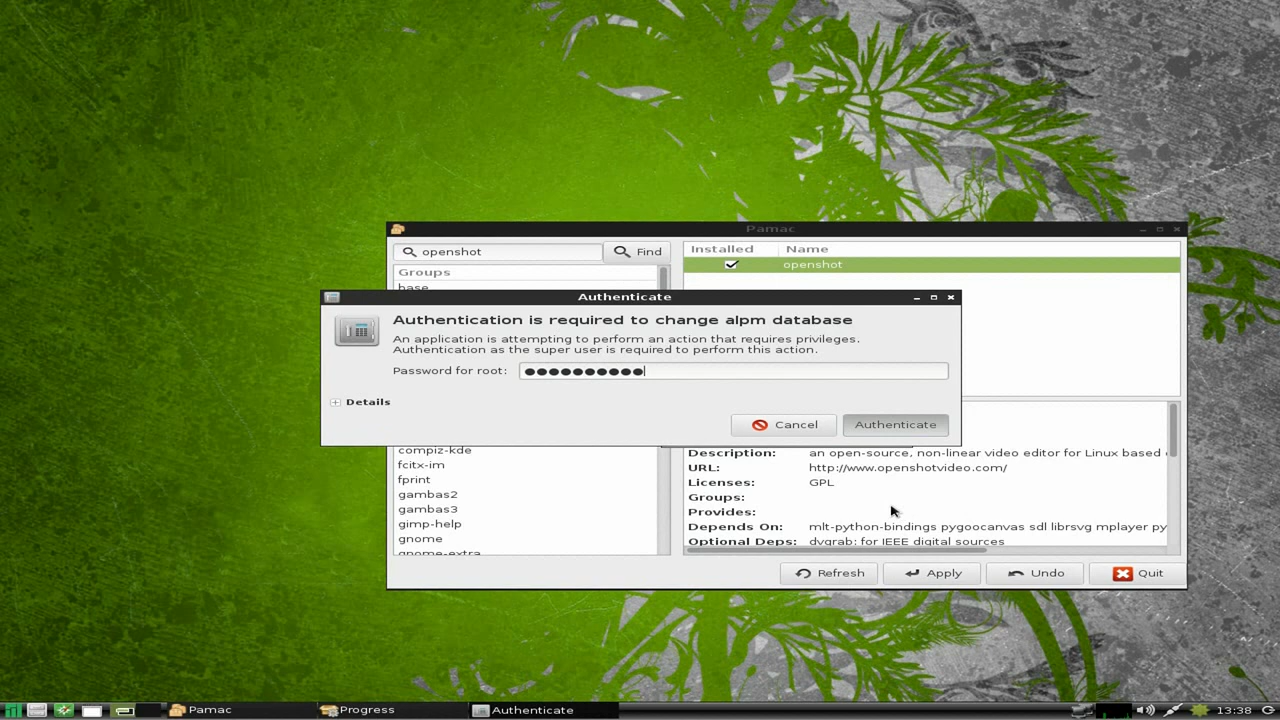 Pamac
openshot
Find
Installed
Name
Groups
openshot
base
Authenticate
Authentication is required to change alpm database
An application is attempting to perform an action that requires privileges.
Authentication as the super user is required to perform this action.
Password for root: ●●●●●●●●●●
Details
Cancel
Authenticate
compiz-kde
fcitx-im
fprint
gambas2
gambas3
gimp-help
gnome
gnome-extra
Description: an open-source, non-linear video editor for Linux based
URL: http://www.openshotvideo.com/
Licenses: GPL
Groups:
Provides:
Depends On: mlt-python-bindings pygoocanvas sdl librsvg mplayer py
Optional Deps: dvgrab: for IEEE digital sources
Refresh
Apply
Undo
Quit
Pamac
Progress
Authenticate
13:38